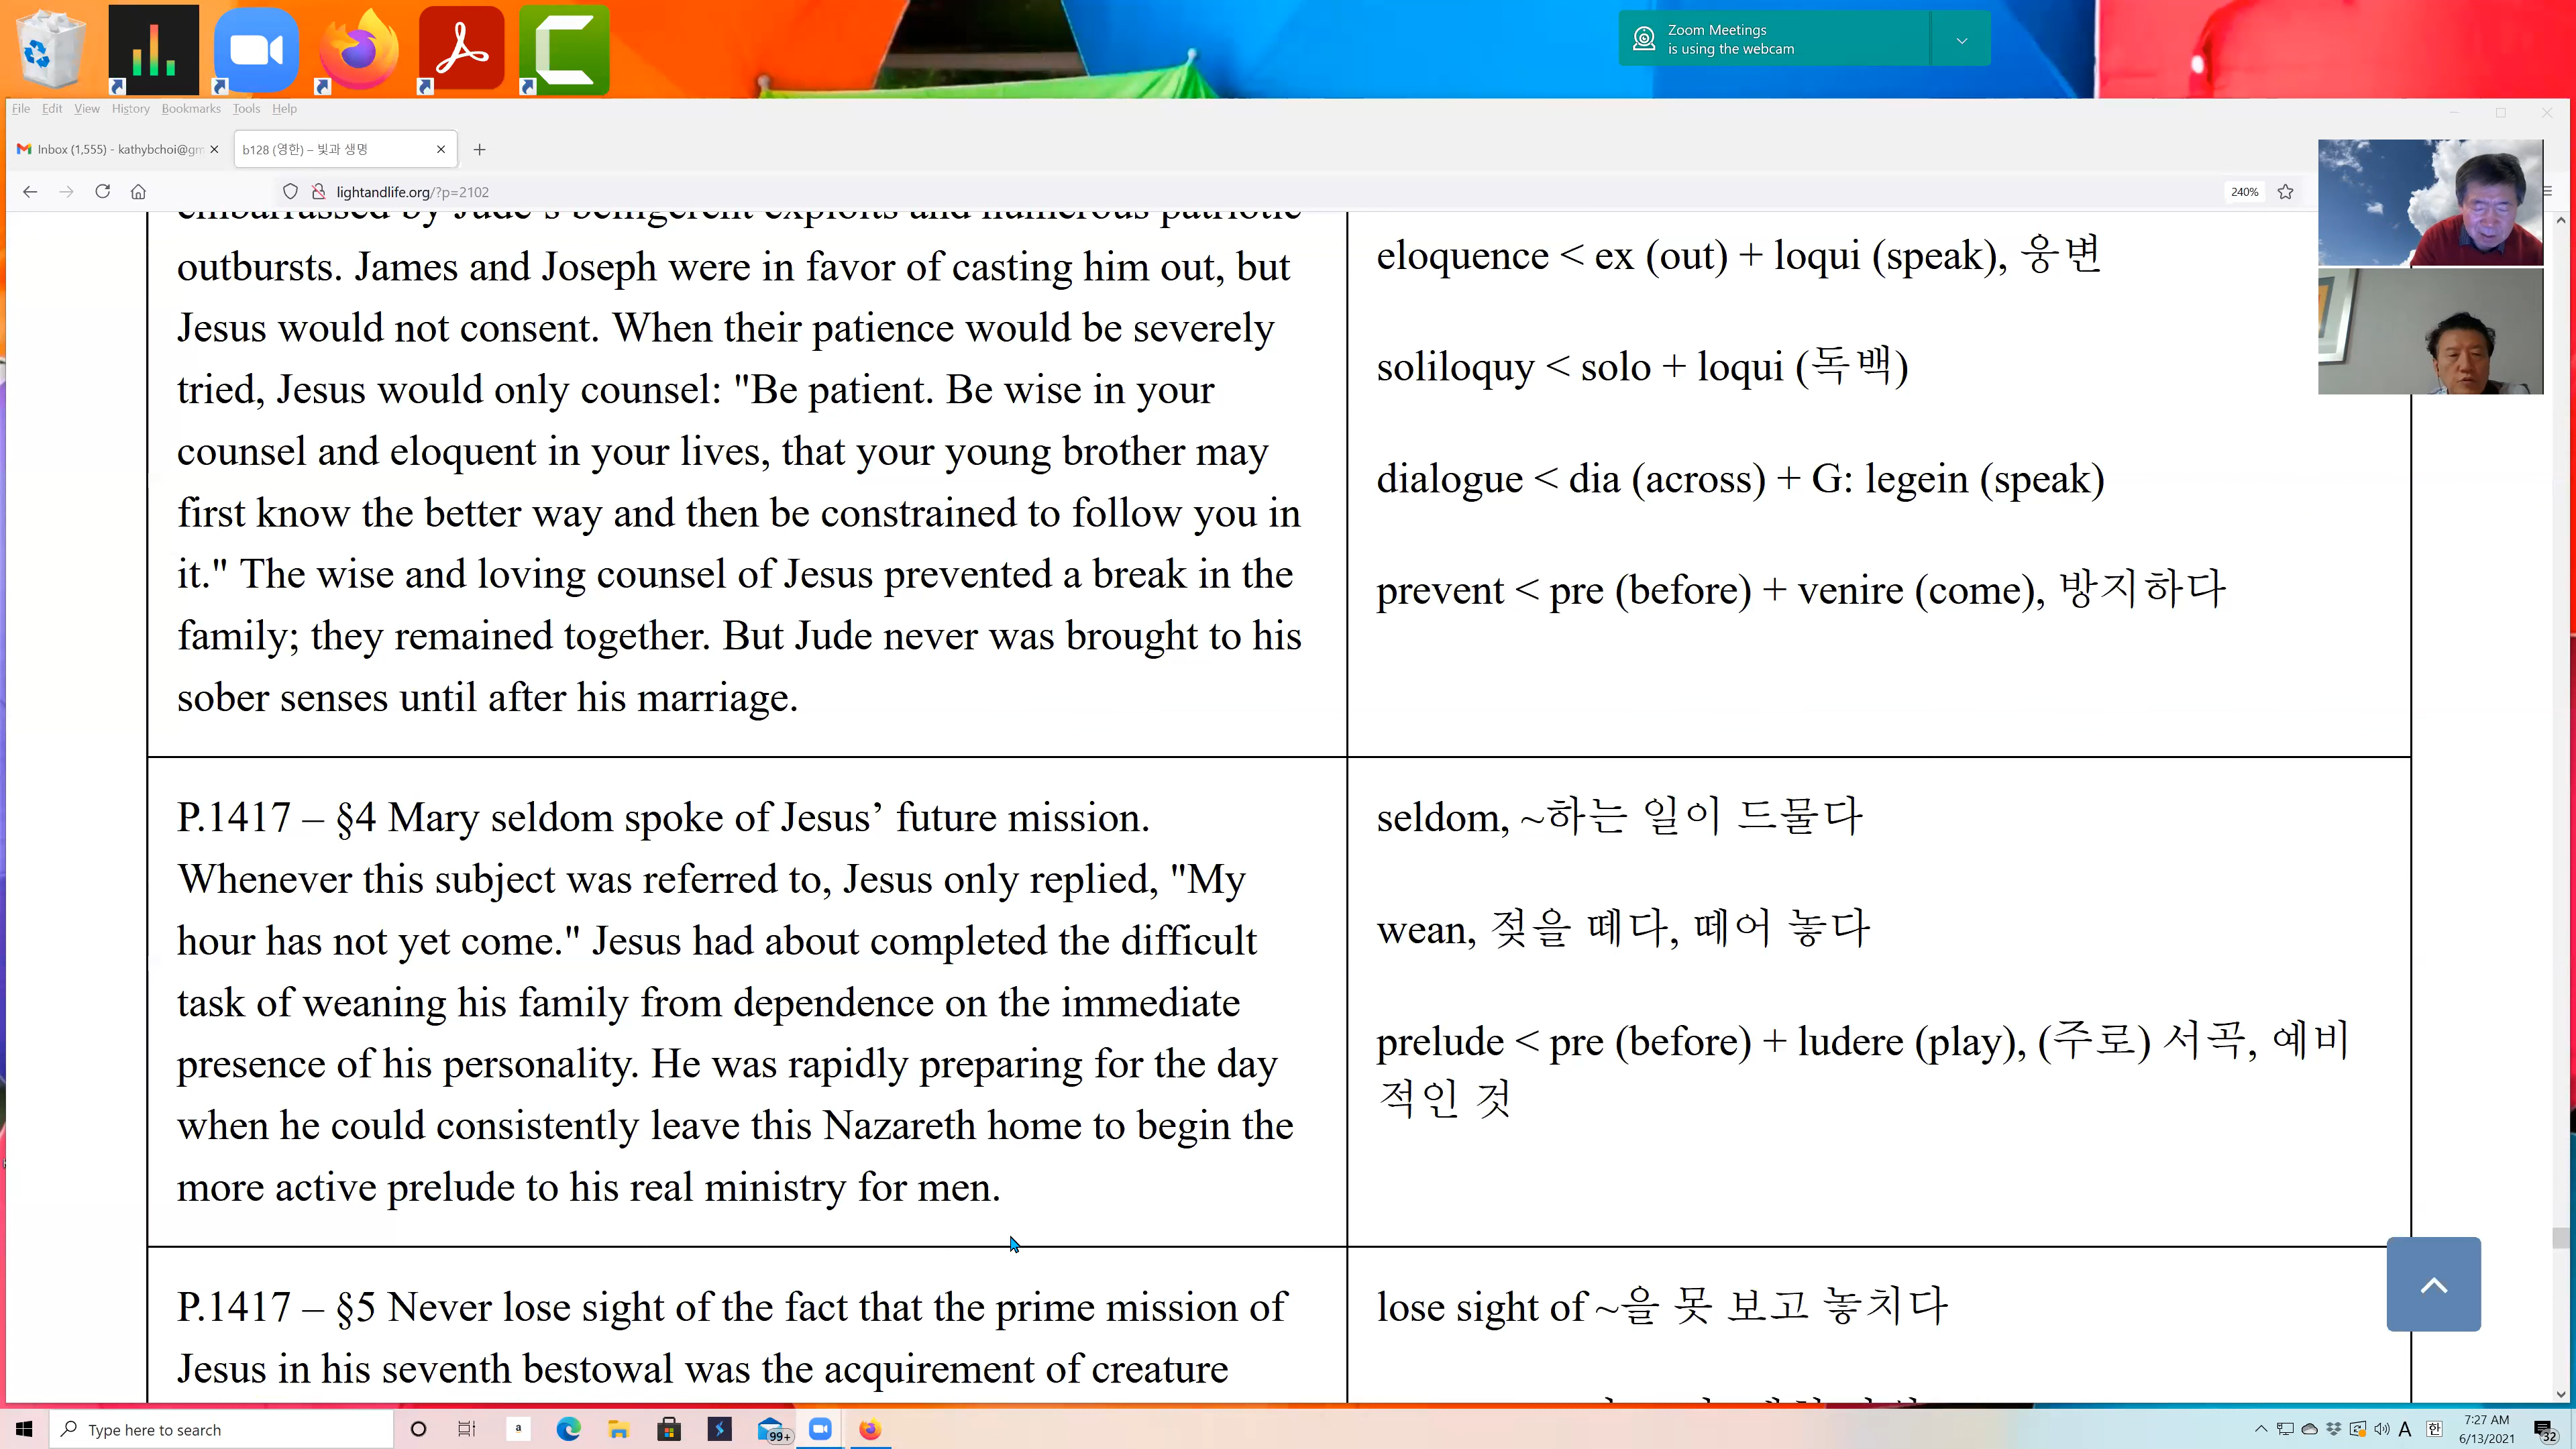 Zoom Meetings
is using the webcam
File Edit View History Bookmarks Tools Help
Inbox (1,555) - kathybchoi@gm
b128 (영한) – 빛과 생명
lightandlife.org/?p=2102
240%
embarrassed by Jude's belligerent exploits and numerous patriotic
outbursts. James and Joseph were in favor of casting him out, but
Jesus would not consent. When their patience would be severely
tried, Jesus would only counsel: "Be patient. Be wise in your
counsel and eloquent in your lives, that your young brother may
first know the better way and then be constrained to follow you in
it." The wise and loving counsel of Jesus prevented a break in the
family; they remained together. But Jude never was brought to his
sober senses until after his marriage.
eloquence < ex (out) + loqui (speak), 웅변
soliloquy < solo + loqui (독백)
dialogue < dia (across) + G: legein (speak)
prevent < pre (before) + venire (come), 방지하다
P.1417 – §4 Mary seldom spoke of Jesus’ future mission.
Whenever this subject was referred to, Jesus only replied, "My
hour has not yet come." Jesus had about completed the difficult
task of weaning his family from dependence on the immediate
presence of his personality. He was rapidly preparing for the day
when he could consistently leave this Nazareth home to begin the
more active prelude to his real ministry for men.
seldom, ~하는 일이 드물다
wean, 젖을 떼다, 떼어 놓다
prelude < pre (before) + ludere (play), (주로) 서곡, 예비
적인 것
P.1417 – §5 Never lose sight of the fact that the prime mission of
Jesus in his seventh bestowal was the acquirement of creature
lose sight of ~을 못 보고 놓치다
Type here to search
a
99+
A
한
7:27 AM
6/13/2021
32